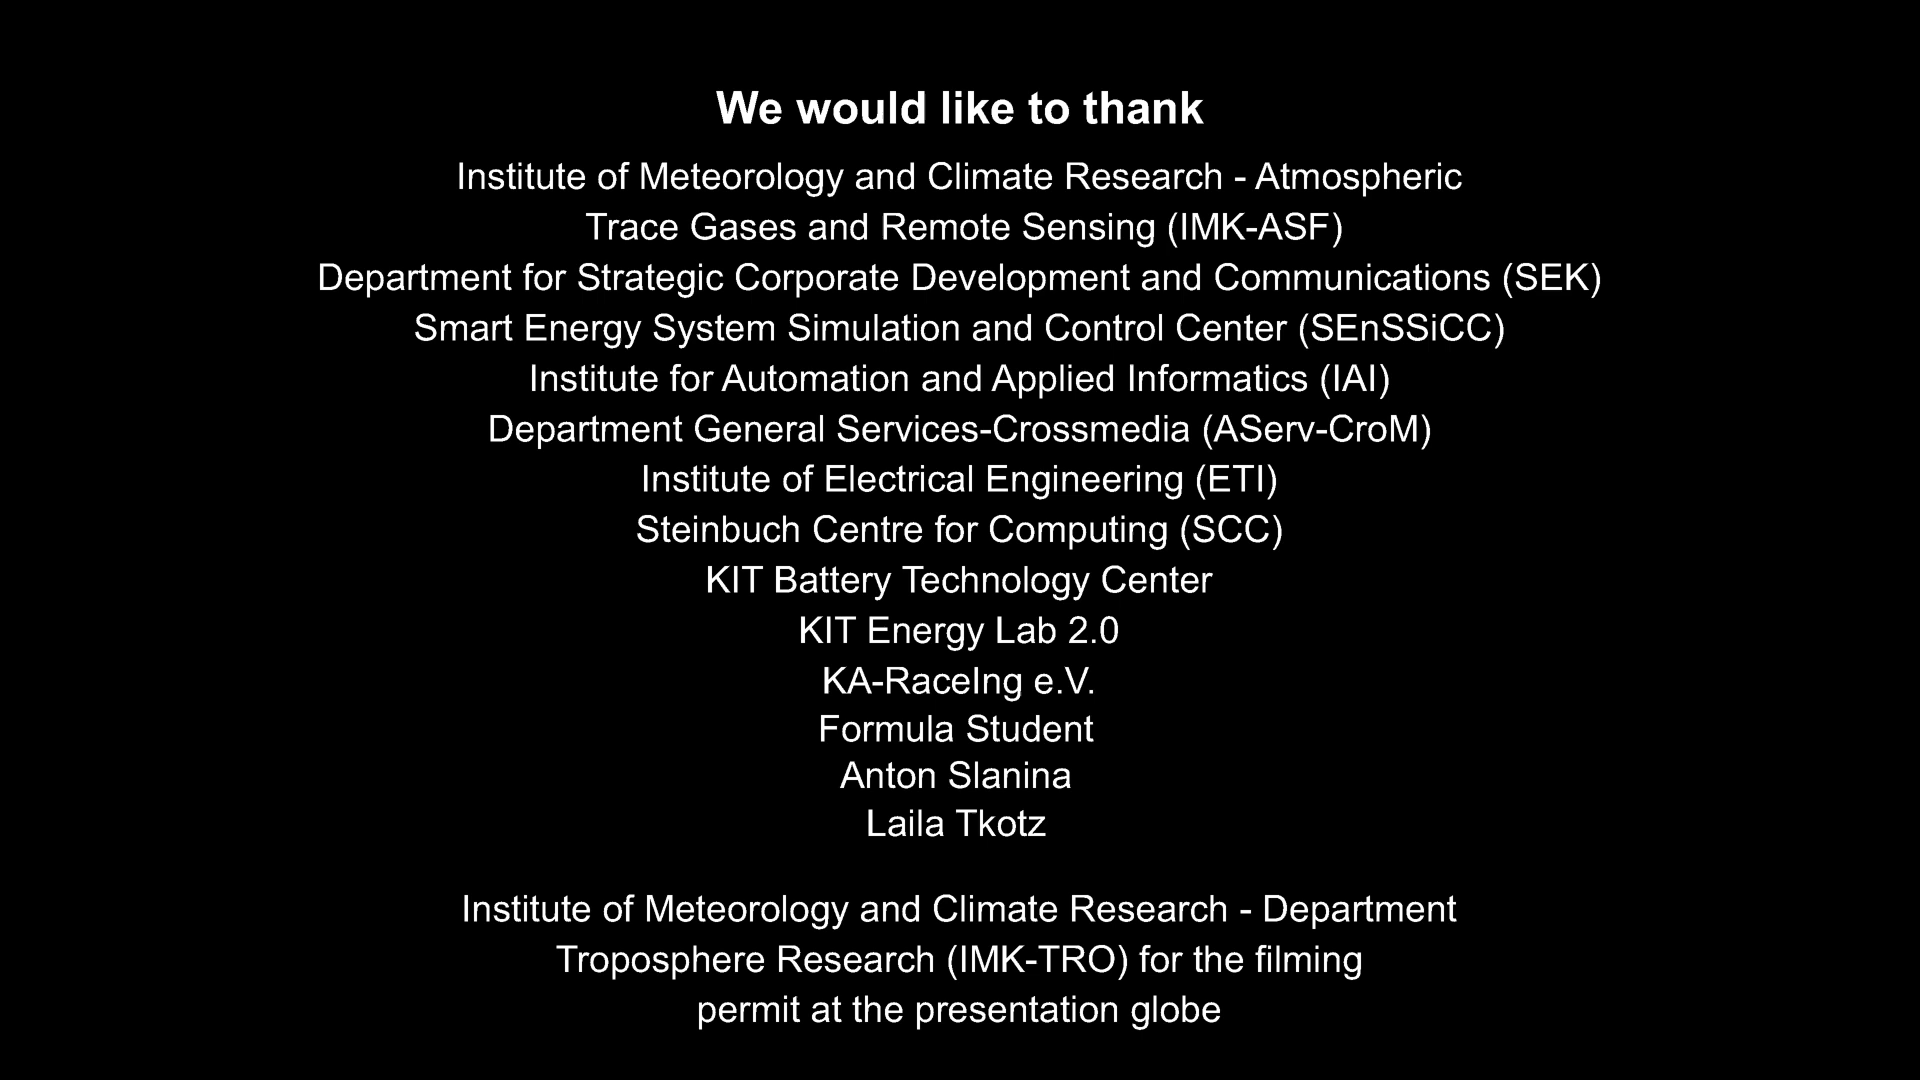 We would like to thank
Institute of Meteorology and Climate Research - Atmospheric
Trace Gases and Remote Sensing (IMK-ASF)
Department for Strategic Corporate Development and Communications (SEK)
Smart Energy System Simulation and Control Center (SEnSSiCC)
Institute for Automation and Applied Informatics (IAI)
Department General Services-Crossmedia (AServ-CroM)
Institute of Electrical Engineering (ETI)
Steinbuch Centre for Computing (SCC)
KIT Battery Technology Center
KIT Energy Lab 2.0
KA-RaceIng e.V.
Formula Student
Anton Slanina
Laila Tkotz
Institute of Meteorology and Climate Research - Department
Troposphere Research (IMK-TRO) for the filming
permit at the presentation globe